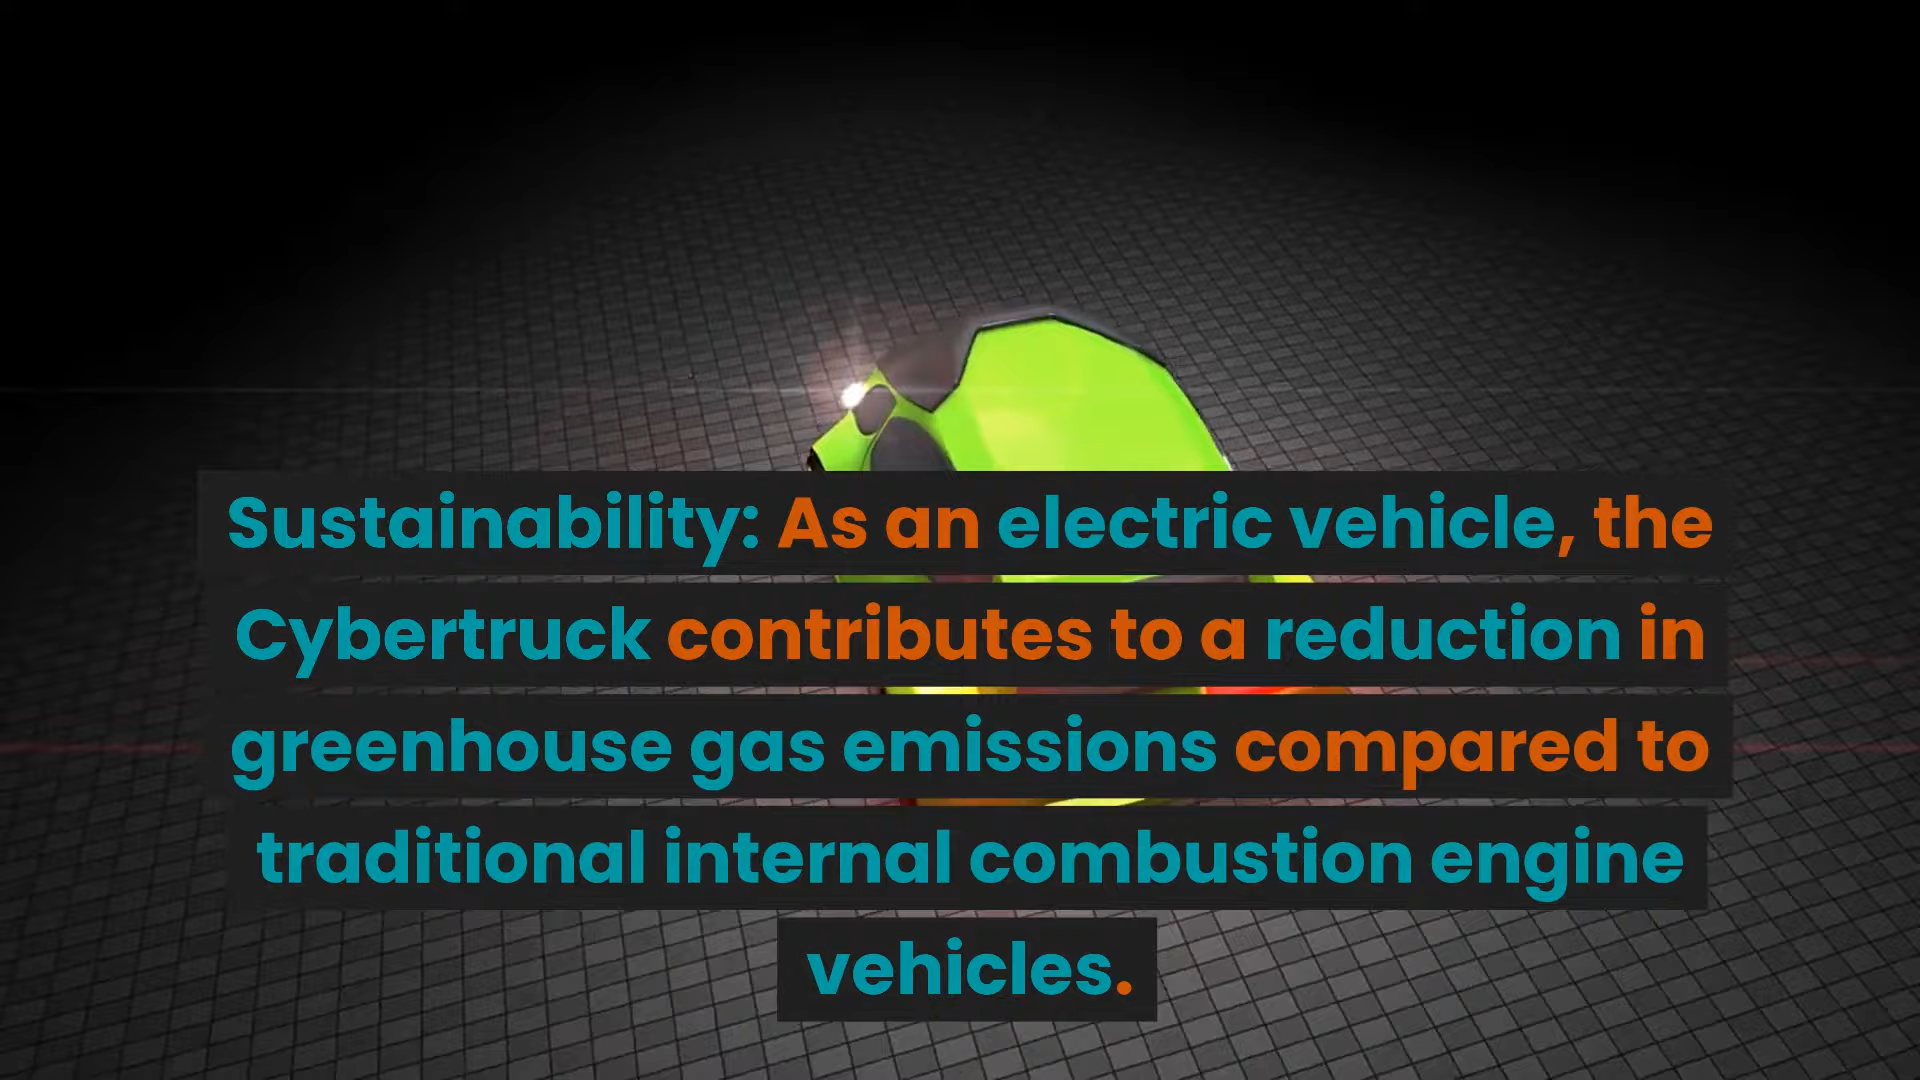 Sustainability: As an electric vehicle, the
Cybertruck contributes to a reduction in
greenhouse gas emissions compared to
traditional internal combustion engine
vehicles.